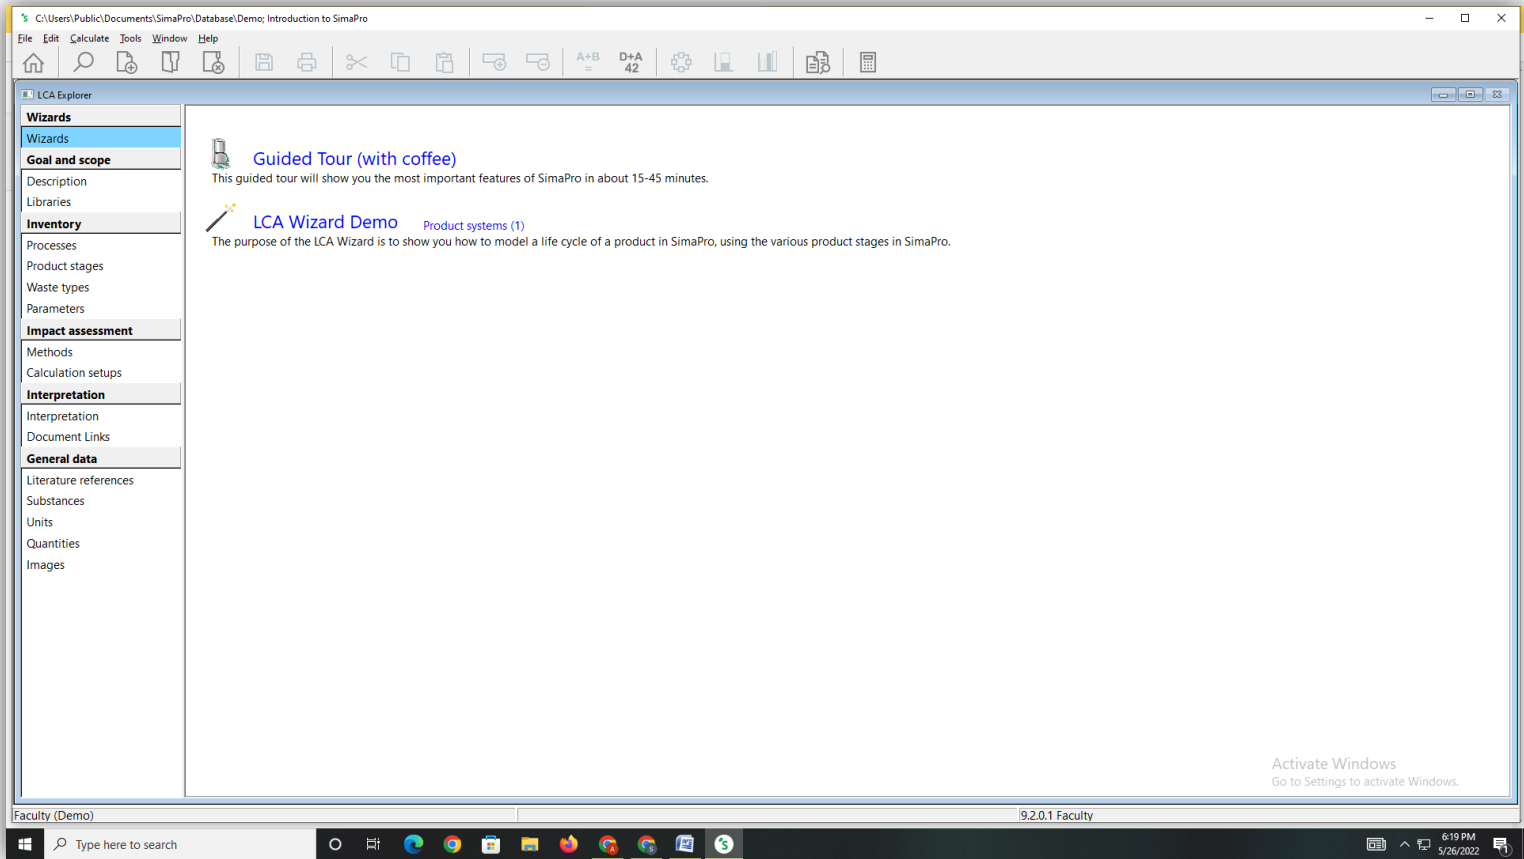 C:\Users\Public\Documents\SimaPro\Database\Demo; Introduction to SimaPro
File Edit Calculate Tools Window Help
A+B
=
D+A
42
LCA Explorer
Wizards
Wizards
Goal and scope
Description
Libraries
Inventory
Processes
Product stages
Waste types
Parameters
Impact assessment
Methods
Calculation setups
Interpretation
Interpretation
Document Links
General data
Literature references
Substances
Units
Quantities
Images
Guided Tour (with coffee)
This guided tour will show you the most important features of SimaPro in about 15-45 minutes.
LCA Wizard Demo Product systems (1)
The purpose of the LCA Wizard is to show you how to model a life cycle of a product in SimaPro, using the various product stages in SimaPro.
Activate Windows
Go to Settings to activate Windows.
Faculty (Demo) 9.2.0.1 Faculty
Type here to search
6:19 PM
5/26/2022
1